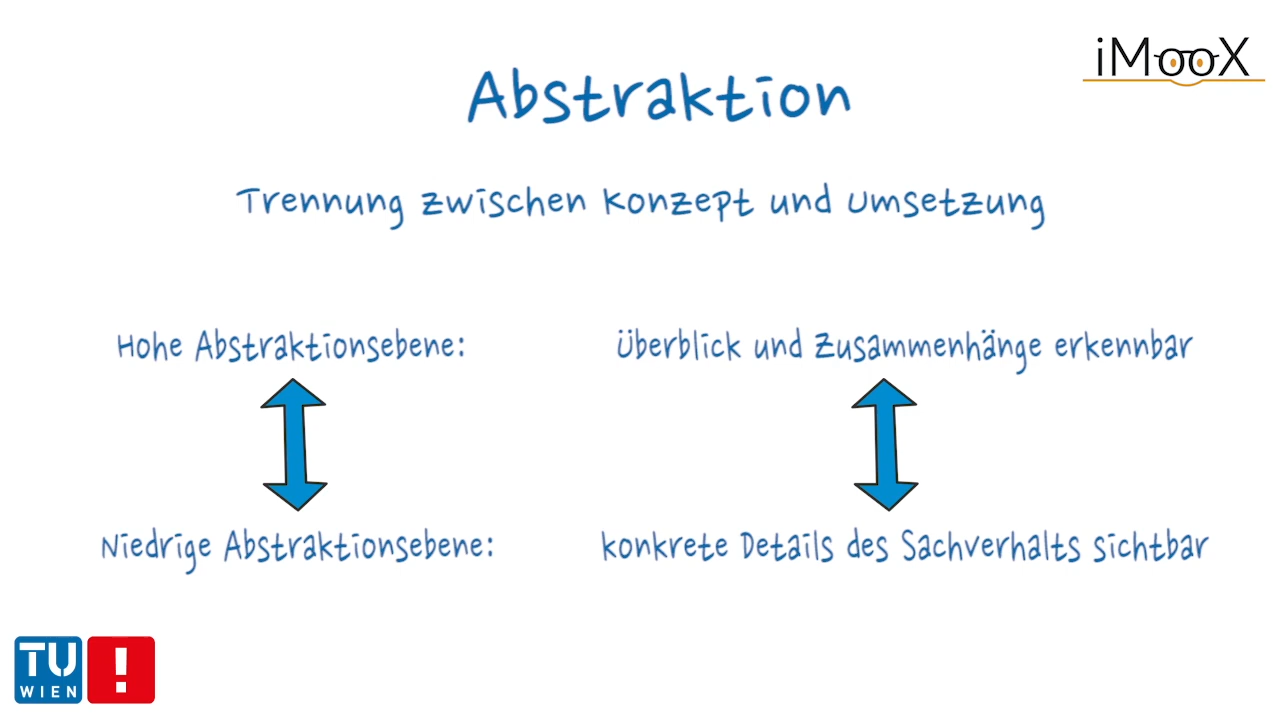 iMooX
Abstraktion
Trennung zwischen Konzept und Umsetzung
Hohe Abstraktionsebene: Überblick und Zusammenhänge erkennbar
Niedrige Abstraktionsebene: konkrete Details des Sachverhalts sichtbar
TU !
WIEN